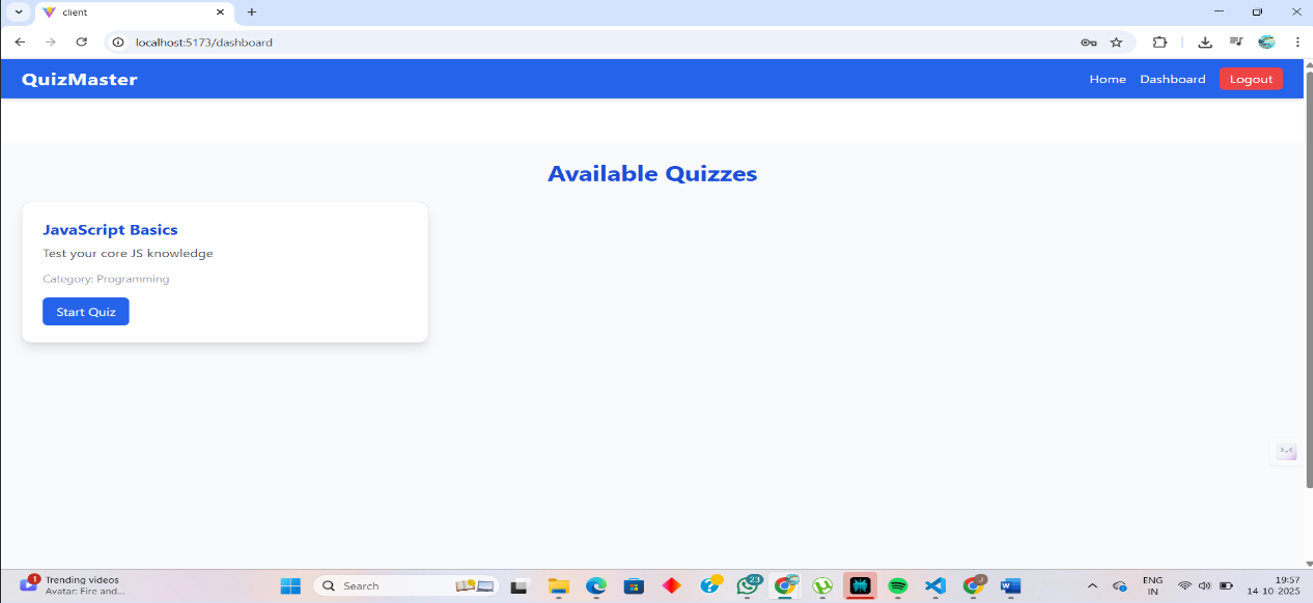 client
localhost:5173/dashboard
QuizMaster
Home Dashboard Logout
Available Quizzes
JavaScript Basics
Test your core JS knowledge
Category: Programming
Start Quiz
1
Trending videos
Avatar: Fire and...
Search
23
J
ENG
IN
19:57
14-10-2025